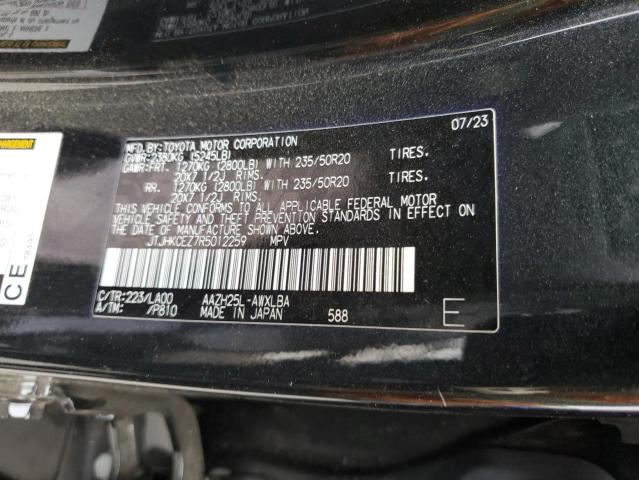 MFD.BY:TOYOTA MOTOR CORPORATION 07/23
GVWR:2380KG (5245LB)
GAWR:FRT. 1270KG (2800LB) WITH 235/50R20 TIRES.
20X7 1/2J RIMS.
RR. 1270KG (2800LB) WITH 235/50R20 TIRES.
20X7 1/2J RIMS.
THIS VEHICLE CONFORMS TO ALL APPLICABLE FEDERAL MOTOR
VEHICLE SAFETY AND THEFT PREVENTION STANDARDS IN EFFECT
ON THE DATE OF MANUFACTURE SHOWN ABOVE.
JTJHKCEZ7R5012259 MPV
C/TR:223/LA00 AAZH25L-AWXLBA
A/TM: /P810 MADE IN JAPAN 588 E
CE